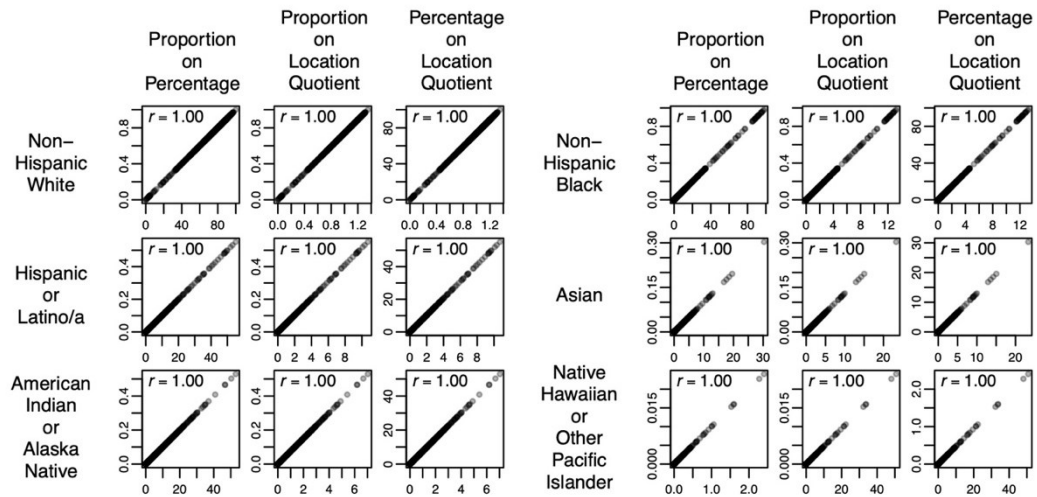 Proportion
on
Percentage
Proportion
on
Location
Quotient
Percentage
on
Location
Quotient
Non–
Hispanic
White
r = 1.00
0.0 0.4 0.8
0 40 80
r = 1.00
0.0 0.4 0.8
0.0 0.4 0.8 1.2
r = 1.00
0 40 80
0.0 0.4 0.8 1.2
Hispanic
or
Latino/a
r = 1.00
0.0 0.2 0.4
0 20 40
r = 1.00
0.0 0.2 0.4
0 2 4 6 8
r = 1.00
0 20 40
0 2 4 6 8
American
Indian
or
Alaska
Native
r = 1.00
0.0 0.2 0.4
0 20 40
r = 1.00
0.0 0.2 0.4
0 2 4 6
r = 1.00
0 20 40
0 2 4 6
Proportion
on
Percentage
Proportion
on
Location
Quotient
Percentage
on
Location
Quotient
Non–
Hispanic
Black
r = 1.00
0.0 0.4 0.8
0 40 80
r = 1.00
0.0 0.4 0.8
0 4 8 12
r = 1.00
0 40 80
0 4 8 12
Asian
r = 1.00
0.00 0.15 0.30
0 10 20 30
r = 1.00
0.00 0.15 0.30
0 5 10 20
r = 1.00
0 10 20 30
0 5 10 20
Native
Hawaiian
or
Other
Pacific
Islander
r = 1.00
0.000 0.015
0.0 1.0 2.0
r = 1.00
0.000 0.015
0 10 20 30 40 50
r = 1.00
0.0 1.0 2.0
0 10 20 30 40 50